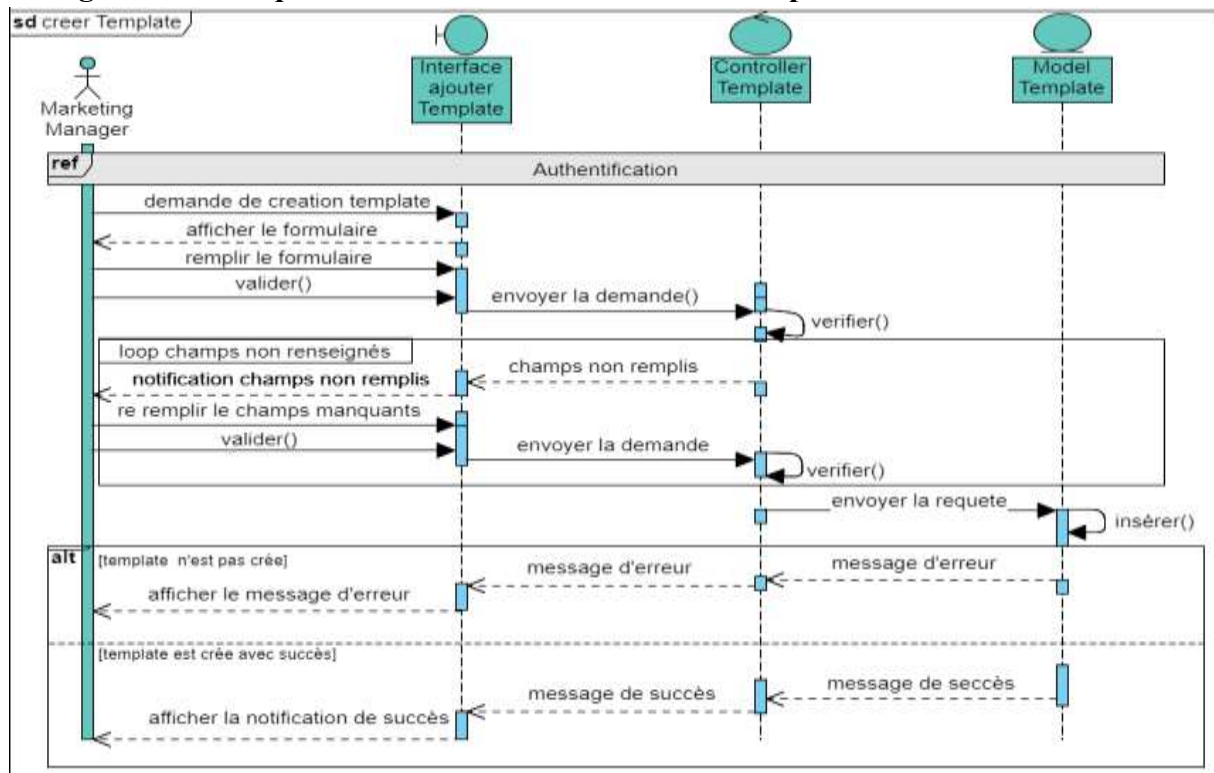 sd creer Template
Interface
ajouter
Template
Controller
Template
Model
Template
Marketing
Manager
ref
Authentification
demande de creation template
afficher le formulaire
remplir le formulaire
valider()
envoyer la demande()
verifier()
loop champs non renseignés
champs non remplis
notification champs non remplis
re remplir le champs manquants
valider()
envoyer la demande
verifier()
envoyer la requete
insérer()
alt
[template n'est pas crée]
message d'erreur
message d'erreur
afficher le message d'erreur
[template est crée avec succès]
message de seccès
message de succès
afficher la notification de succès